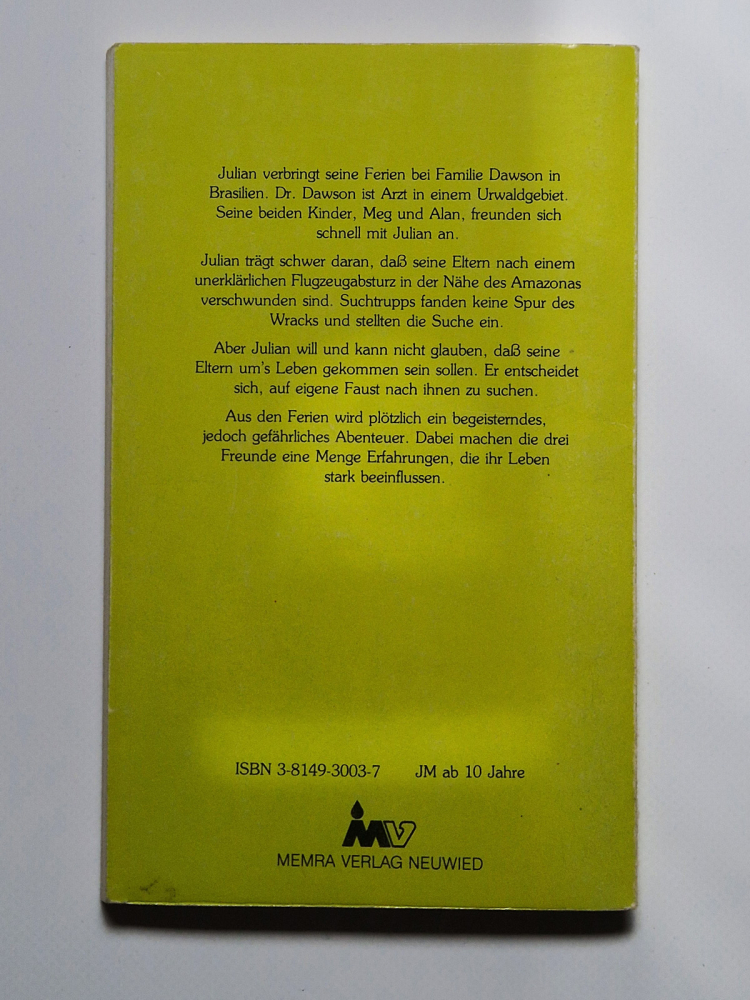 Julian verbringt seine Ferien bei Familie Dawson in
Brasilien. Dr. Dawson ist Arzt in einem Urwaldgebiet.
Seine beiden Kinder, Meg und Alan, freunden sich
schnell mit Julian an.
Julian trägt schwer daran, daß seine Eltern nach einem
unerklärlichen Flugzeugabsturz in der Nähe des Amazonas
verschwunden sind. Suchtrupps fanden keine Spur des
Wracks und stellten die Suche ein.
Aber Julian will und kann nicht glauben, daß seine
Eltern um's Leben gekommen sein sollen. Er entscheidet
sich, auf eigene Faust nach ihnen zu suchen.
Aus den Ferien wird plötzlich ein begeisterndes,
jedoch gefährliches Abenteuer. Dabei machen die drei
Freunde eine Menge Erfahrungen, die ihr Leben
stark beeinflussen.
ISBN 3-8149-3003-7 JM ab 10 Jahre
MV
MEMRA VERLAG NEUWIED